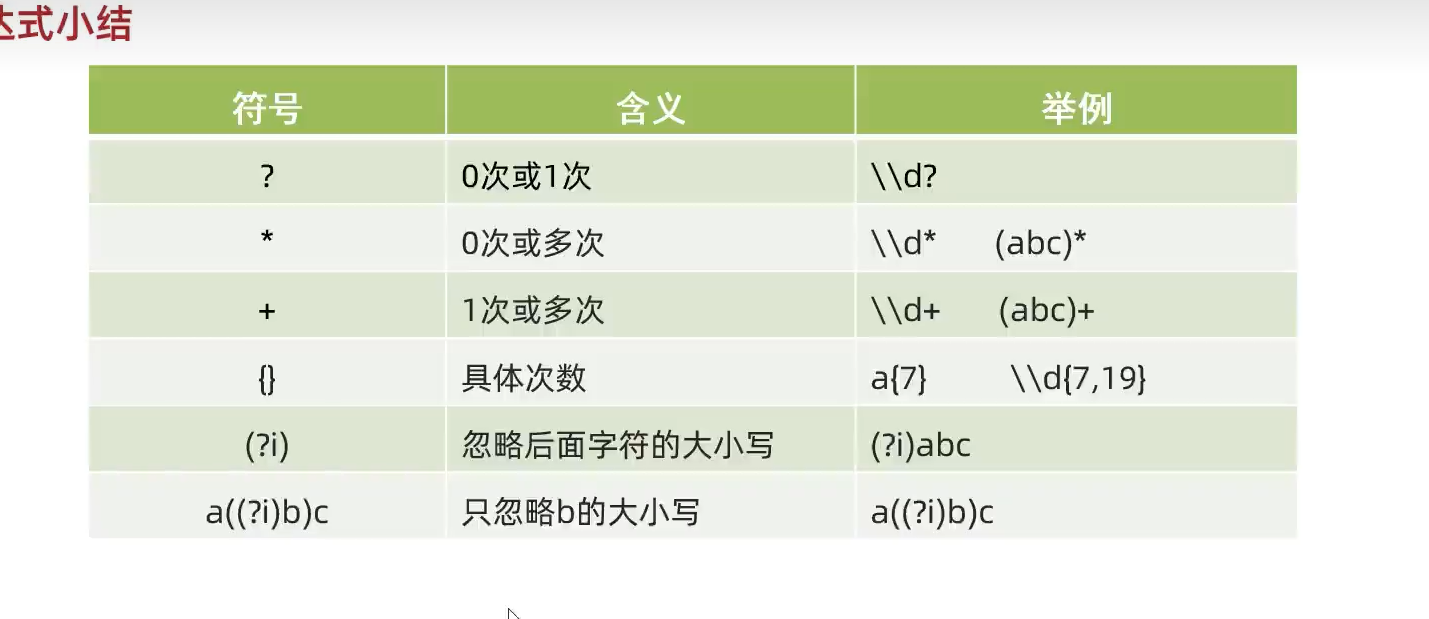 达式小结
符号 含义 举例
? 0次或1次 \\d?
* 0次或多次 \\d* (abc)*
+ 1次或多次 \\d+ (abc)+
{} 具体次数 a{7} \\d{7,19}
(?i) 忽略后面字符的大小写 (?i)abc
a((?i)b)c 只忽略b的大小写 a((?i)b)c